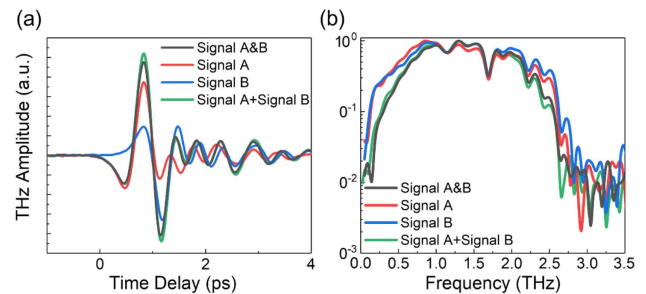 (a)
Signal A&B
Signal A
Signal B
Signal A+Signal B
THz Amplitude (a.u.)
0
2
4
Time Delay (ps)
(b)
10⁰
10⁻¹
10⁻²
10⁻³
Signal A&B
Signal A
Signal B
Signal A+Signal B
0.0
0.5
1.0
1.5
2.0
2.5
3.0
3.5
Frequency (THz)